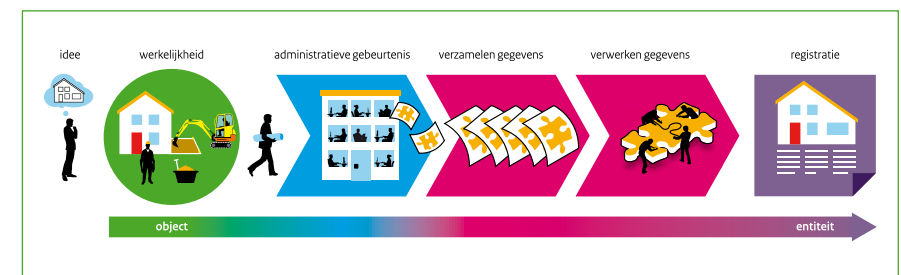 idee
werkelijkheid
administratieve gebeurtenis
verzamelen gegevens
verwerken gegevens
registratie
object
entiteit